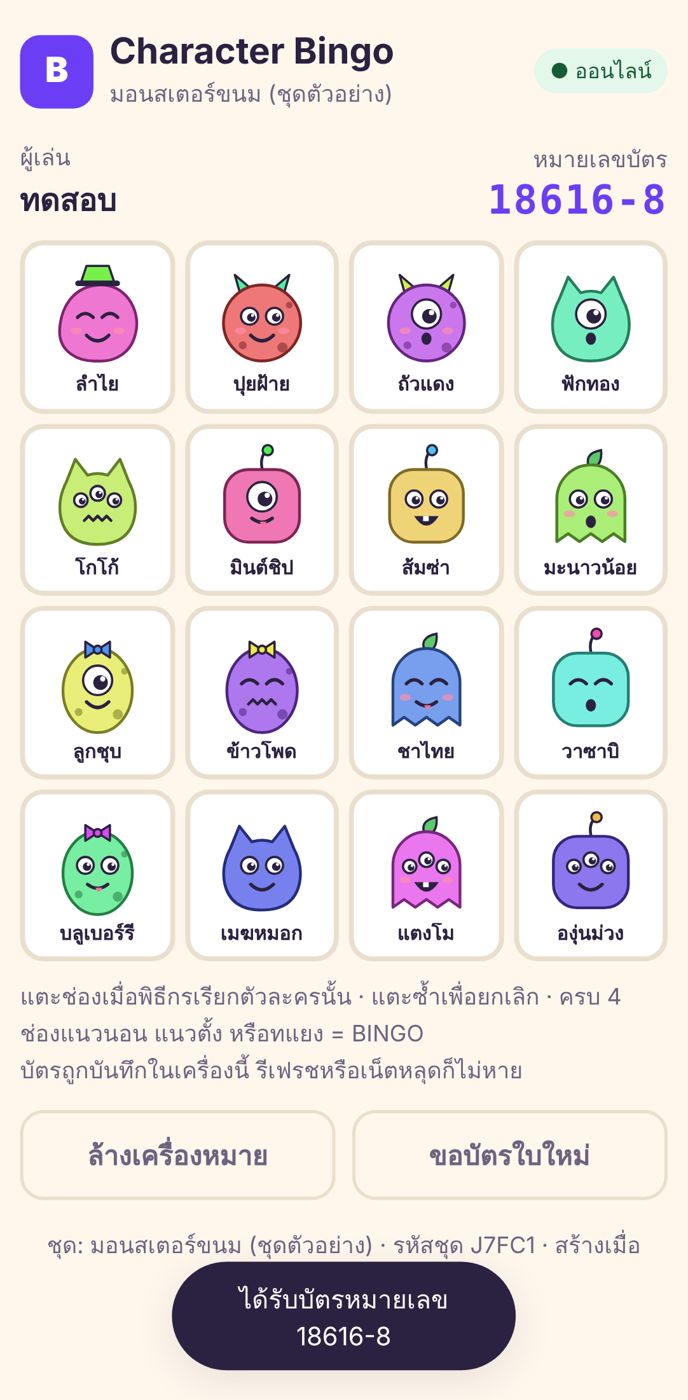 B
Character Bingo
มอนสเตอร์ขนม (ชุดตัวอย่าง)
ออนไลน์
ผู้เล่น
หมายเลขบัตร
ทดสอบ
18616-8
ลำไย
ปุยฝ้าย
ถั่วแดง
ฟักทอง
โกโก้
มินต์ชิป
ส้มซ่า
มะนาวน้อย
ลูกชุบ
ข้าวโพด
ชาไทย
วาซาบิ
บลูเบอร์รี
เมฆหมอก
แตงโม
องุ่นม่วง
แตะช่องเมื่อพิธีกรเรียกตัวละครนั้น · แตะซ้ำเพื่อยกเลิก · ครบ 4
ช่องแนวนอน แนวตั้ง หรือทแยง = BINGO
บัตรถูกบันทึกในเครื่องนี้ รีเฟรชหรือเน็ตหลุดก็ไม่หาย
ล้างเครื่องหมาย
ขอบัตรใบใหม่
ชุด: มอนสเตอร์ขนม (ชุดตัวอย่าง) · รหัสชุด J7FC1 · สร้างเมื่อ
ได้รับบัตรหมายเลข
18616-8